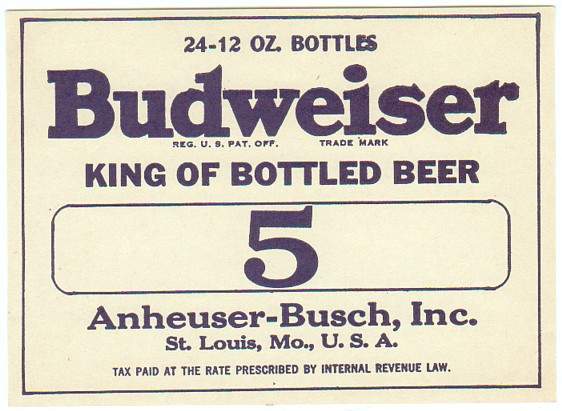 24-12 OZ. BOTTLES
Budweiser
REG. U. S. PAT. OFF. TRADE MARK
KING OF BOTTLED BEER
5
Anheuser-Busch, Inc.
St. Louis, Mo., U. S. A.
TAX PAID AT THE RATE PRESCRIBED BY INTERNAL REVENUE LAW.